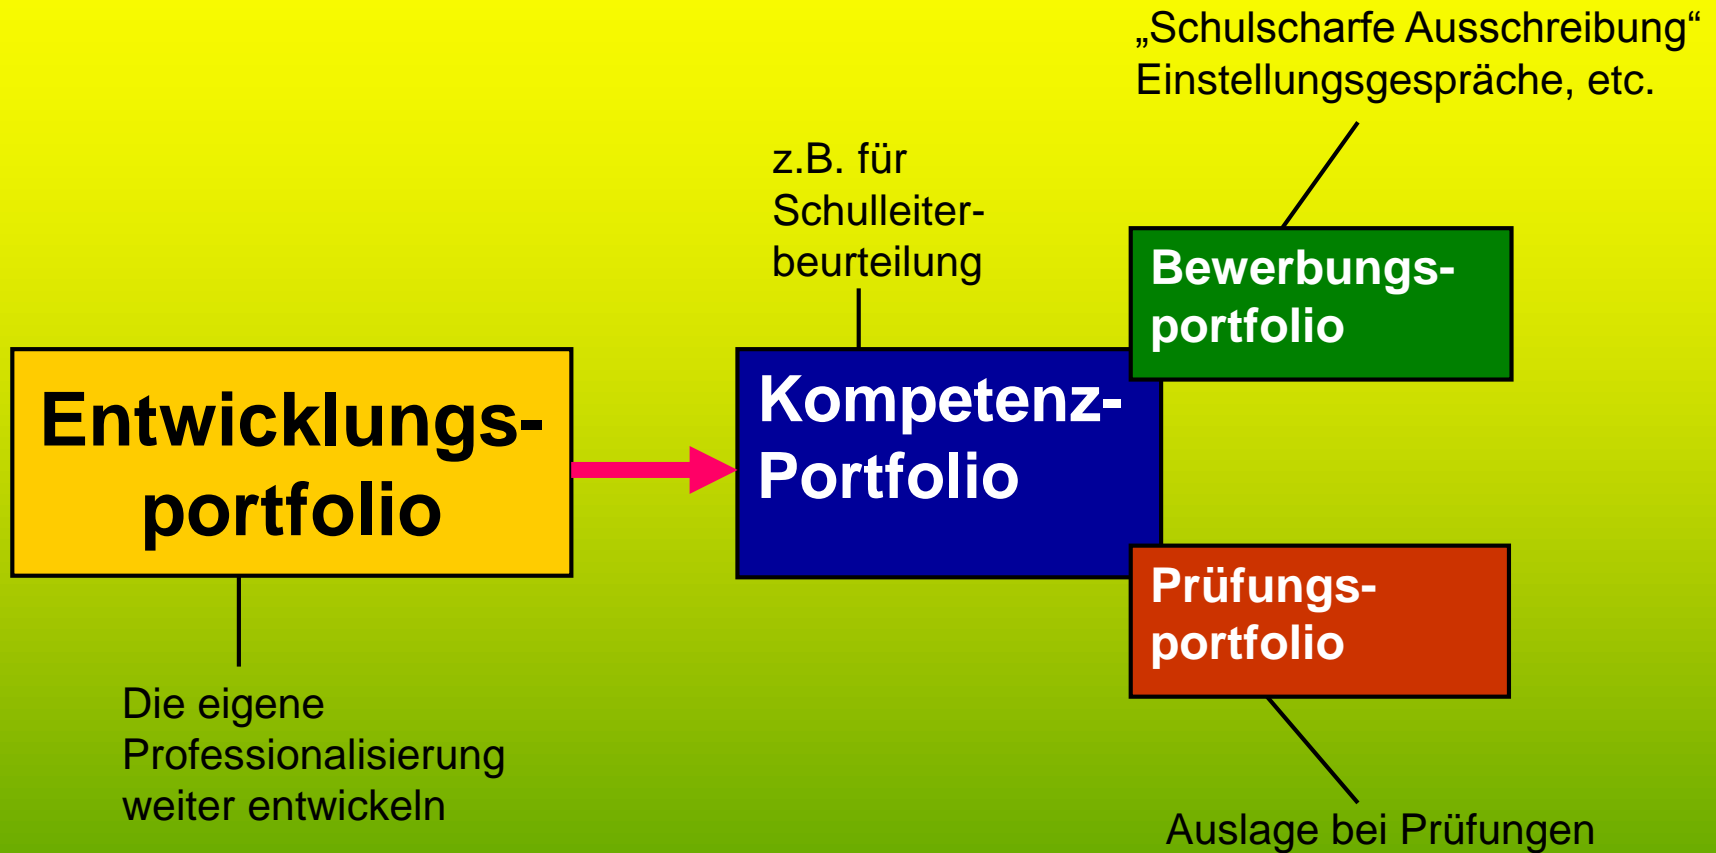 „Schulscharfe Ausschreibung“
Einstellungsgespräche, etc.
z.B. für
Schulleiter-
beurteilung
Bewerbungs-
portfolio
Entwicklungs-
portfolio
Kompetenz-
Portfolio
Prüfungs-
portfolio
Die eigene
Professionalisierung
weiter entwickeln
Auslage bei Prüfungen